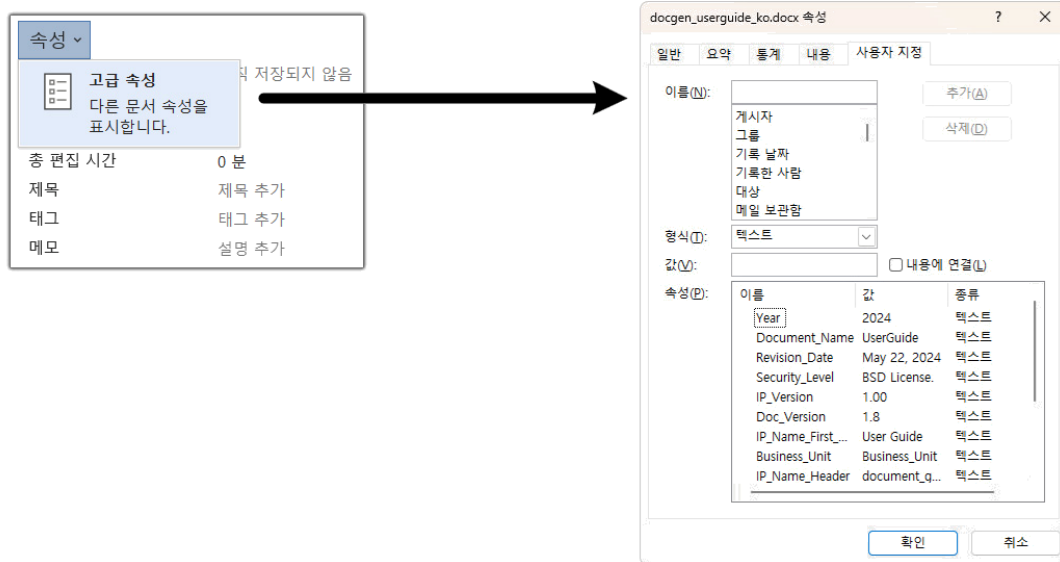 속성
고급 속성
다른 문서 속성을
표시합니다.
직 저장되지 않음
총 편집 시간 0 분
제목 제목 추가
태그 태그 추가
메모 설명 추가
docgen_userguide_ko.docx 속성 ? ×
일반 요약 통계 내용 사용자 지정
이름(N): 추가(A)
게시자
그룹 삭제(D)
기록 날짜
기록한 사람
대상
메일 보관함
형식(T): 텍스트
값(V): 내용에 연결(L)
속성(P): 이름 값 종류
Year 2024 텍스트
Document_Name UserGuide 텍스트
Revision_Date May 22, 2024 텍스트
Security_Level BSD License. 텍스트
IP_Version 1.00 텍스트
Doc_Version 1.8 텍스트
IP_Name_First_... User Guide 텍스트
Business_Unit Business_Unit 텍스트
IP_Name_Header document_g... 텍스트
확인 취소